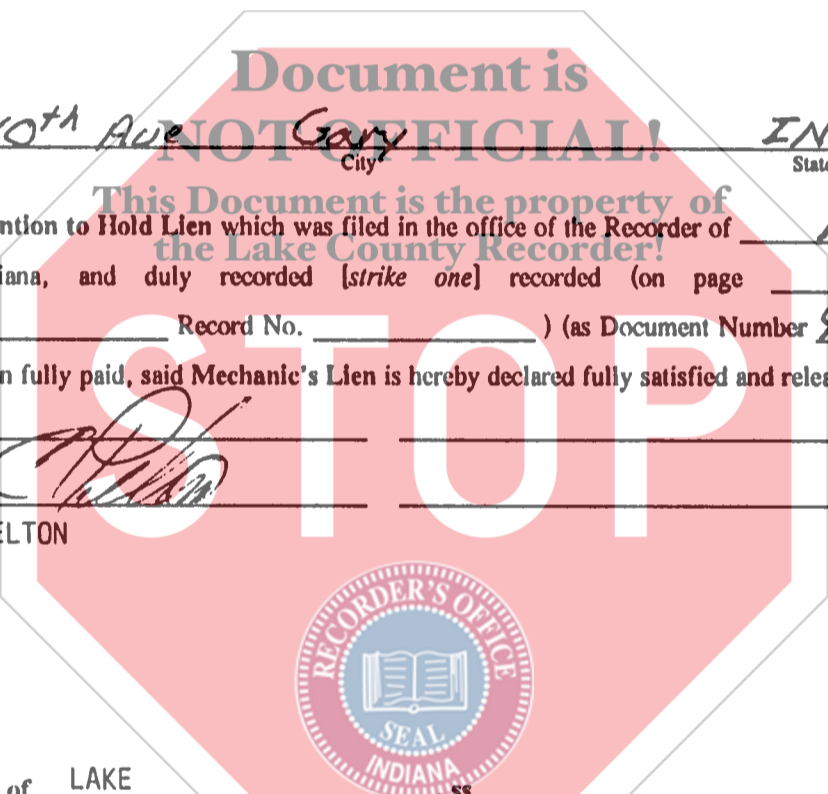 Document is
0th Ave NOT OFFICIAL! Gary IN
City State
This Document is the property of
ntion to Hold Lien which was filed in the office of the Recorder of
the Lake County Recorder!
iana, and duly recorded [strike one] recorded (on page
Record No. ) (as Document Number
n fully paid, said Mechanic's Lien is hereby declared fully satisfied and relea
STOP
ELTON
RECORDER'S OFFICE
SEAL
INDIANA
of LAKE ss